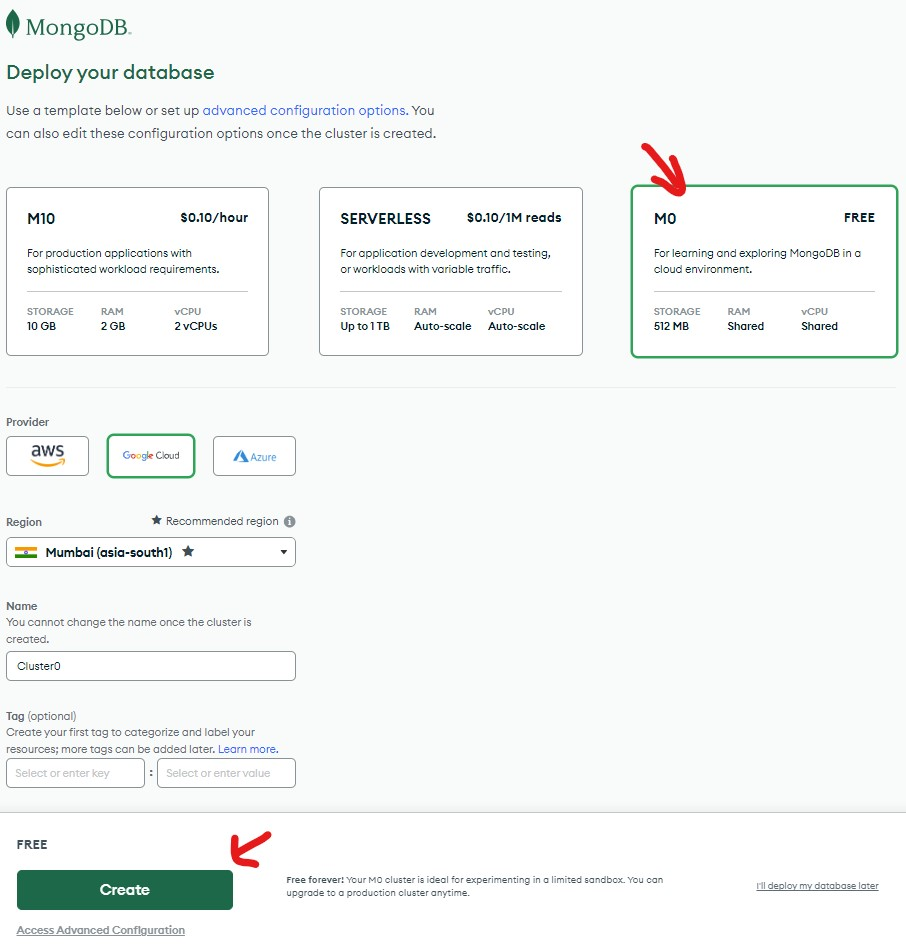 MongoDB.
Deploy your database
Use a template below or set up advanced configuration options. You
can also edit these configuration options once the cluster is created.
M10 $0.10/hour
For production applications with
sophisticated workload requirements.
STORAGE RAM vCPU
10 GB 2 GB 2 vCPUs
SERVERLESS $0.10/1M reads
For application development and testing,
or workloads with variable traffic.
STORAGE RAM vCPU
Up to 1 TB Auto-scale Auto-scale
M0 FREE
For learning and exploring MongoDB in a
cloud environment.
STORAGE RAM vCPU
512 MB Shared Shared
Provider
aws Google Cloud Azure
Region ★ Recommended region
Mumbai (asia-south1) ★
Name
You cannot change the name once the cluster is
created.
Cluster0
Tag (optional)
Create your first tag to categorize and label your
resources; more tags can be added later. Learn more.
Select or enter key : Select or enter value
FREE
Create
Access Advanced Configuration
Free forever! Your M0 cluster is ideal for experimenting in a limited sandbox. You can
upgrade to a production cluster anytime.
I'll deploy my database later